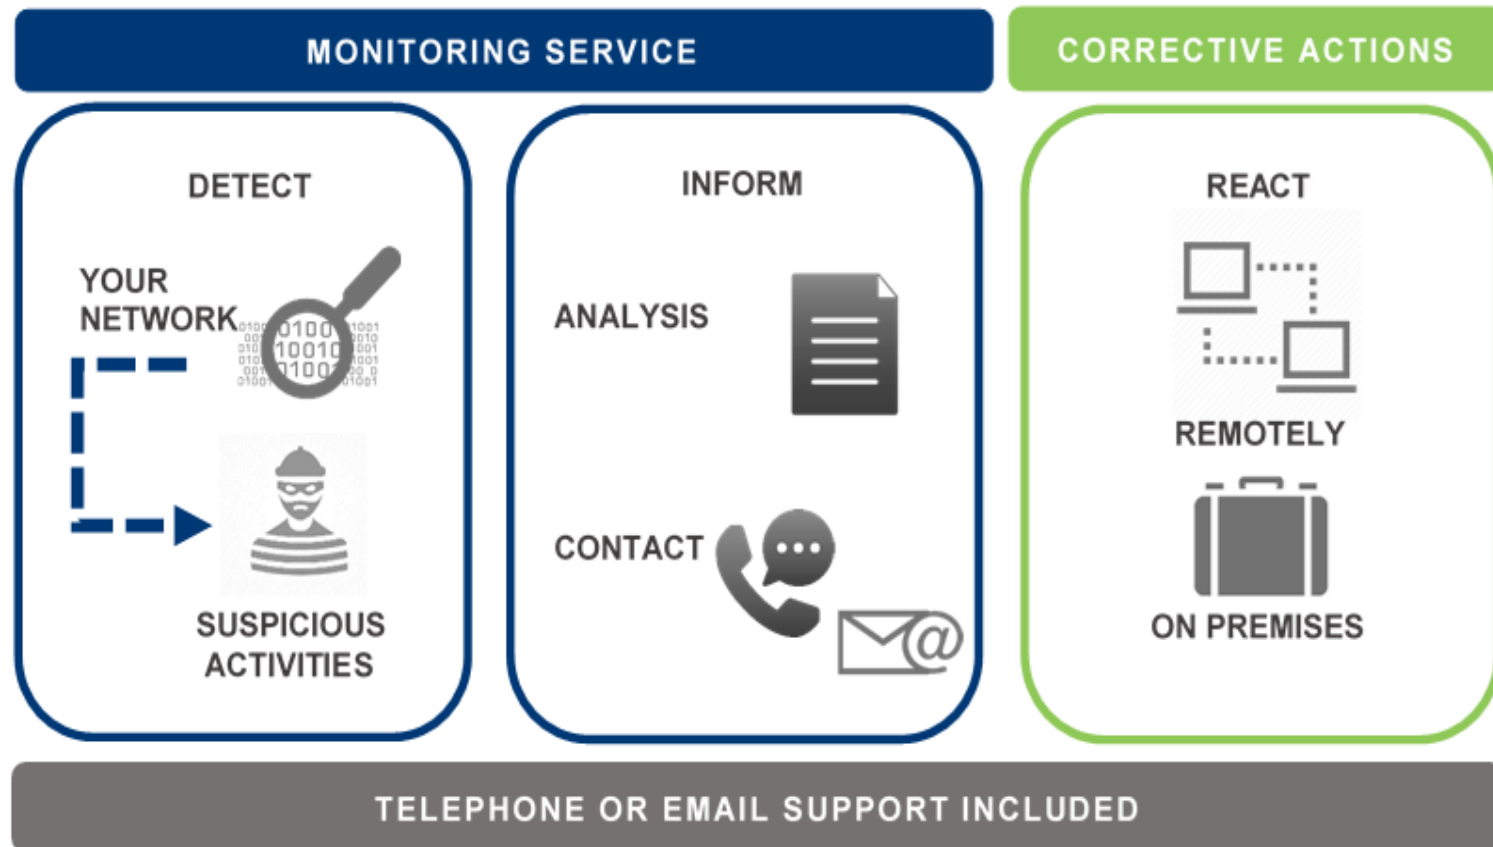 MONITORING SERVICE
CORRECTIVE ACTIONS
DETECT
YOUR
NETWORK
SUSPICIOUS
ACTIVITIES
INFORM
ANALYSIS
CONTACT
@
REACT
REMOTELY
ON PREMISES
TELEPHONE OR EMAIL SUPPORT INCLUDED